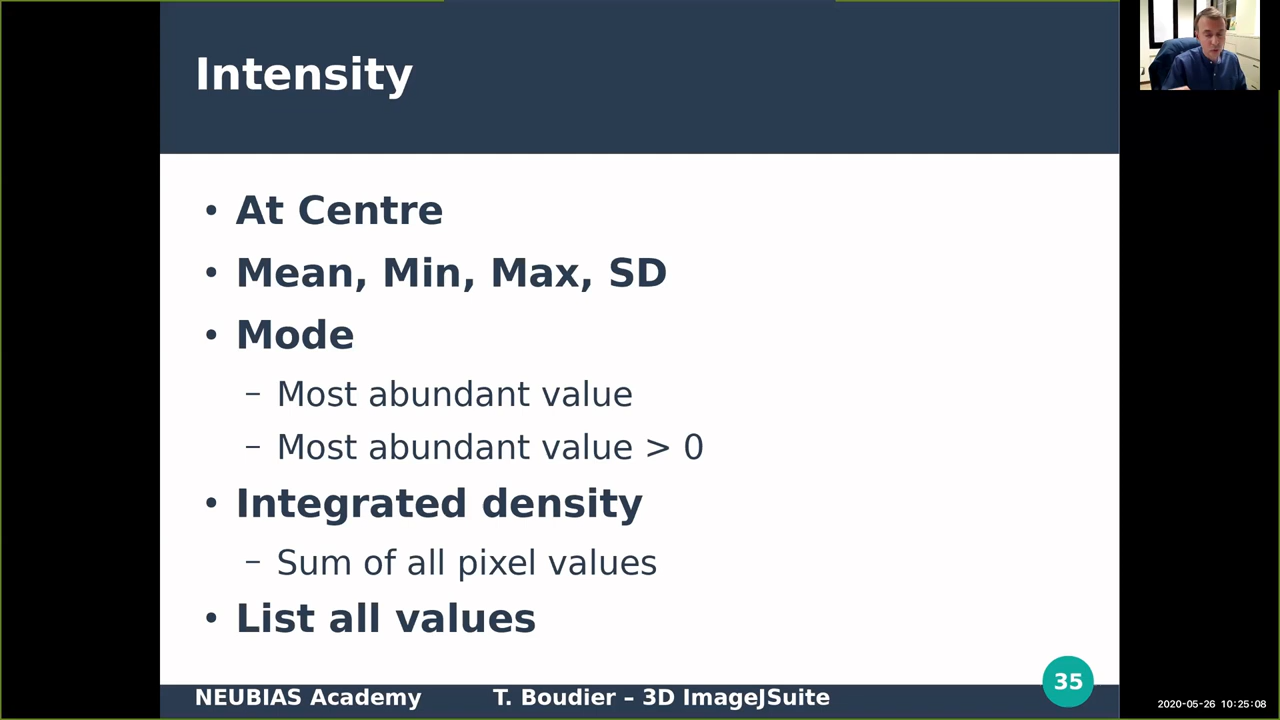 Intensity
• At Centre
• Mean, Min, Max, SD
• Mode
– Most abundant value
– Most abundant value > 0
• Integrated density
– Sum of all pixel values
• List all values
NEUBIAS Academy T. Boudier – 3D ImageJSuite 35
2020-05-26 10:25:08